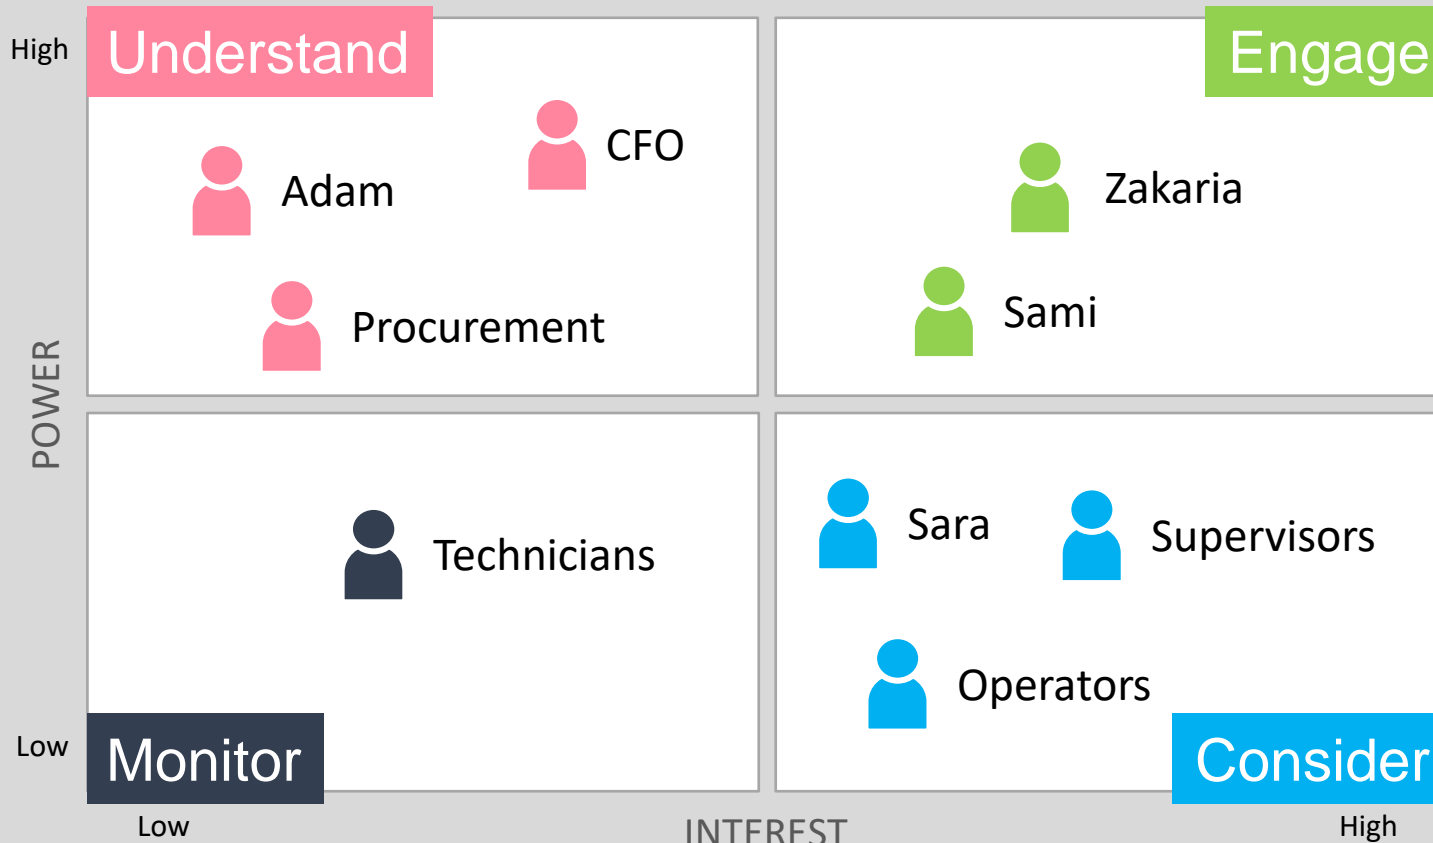 High
Understand
Engage
CFO
Adam
Zakaria
Sami
Procurement
POWER
Sara
Supervisors
Technicians
Operators
Low
Monitor
Consider
Low
INTEREST
High